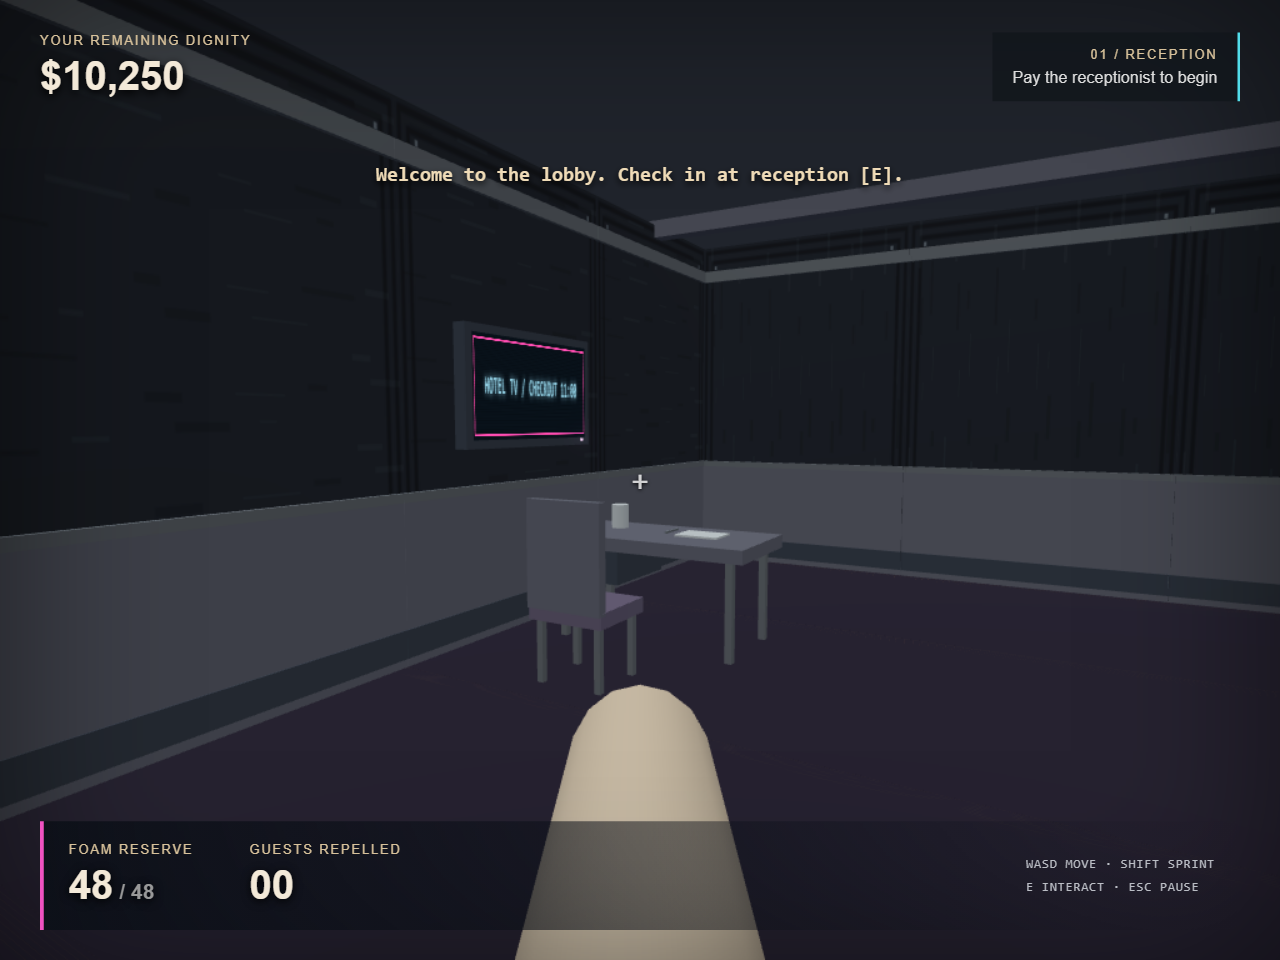 YOUR REMAINING DIGNITY
$10,250
01 / RECEPTION
Pay the receptionist to begin
Welcome to the lobby. Check in at reception [E].
HOTEL TV / CHECKOUT 11:00
FOAM RESERVE
48 / 48
GUESTS REPELLED
00
WASD MOVE · SHIFT SPRINT
E INTERACT · ESC PAUSE